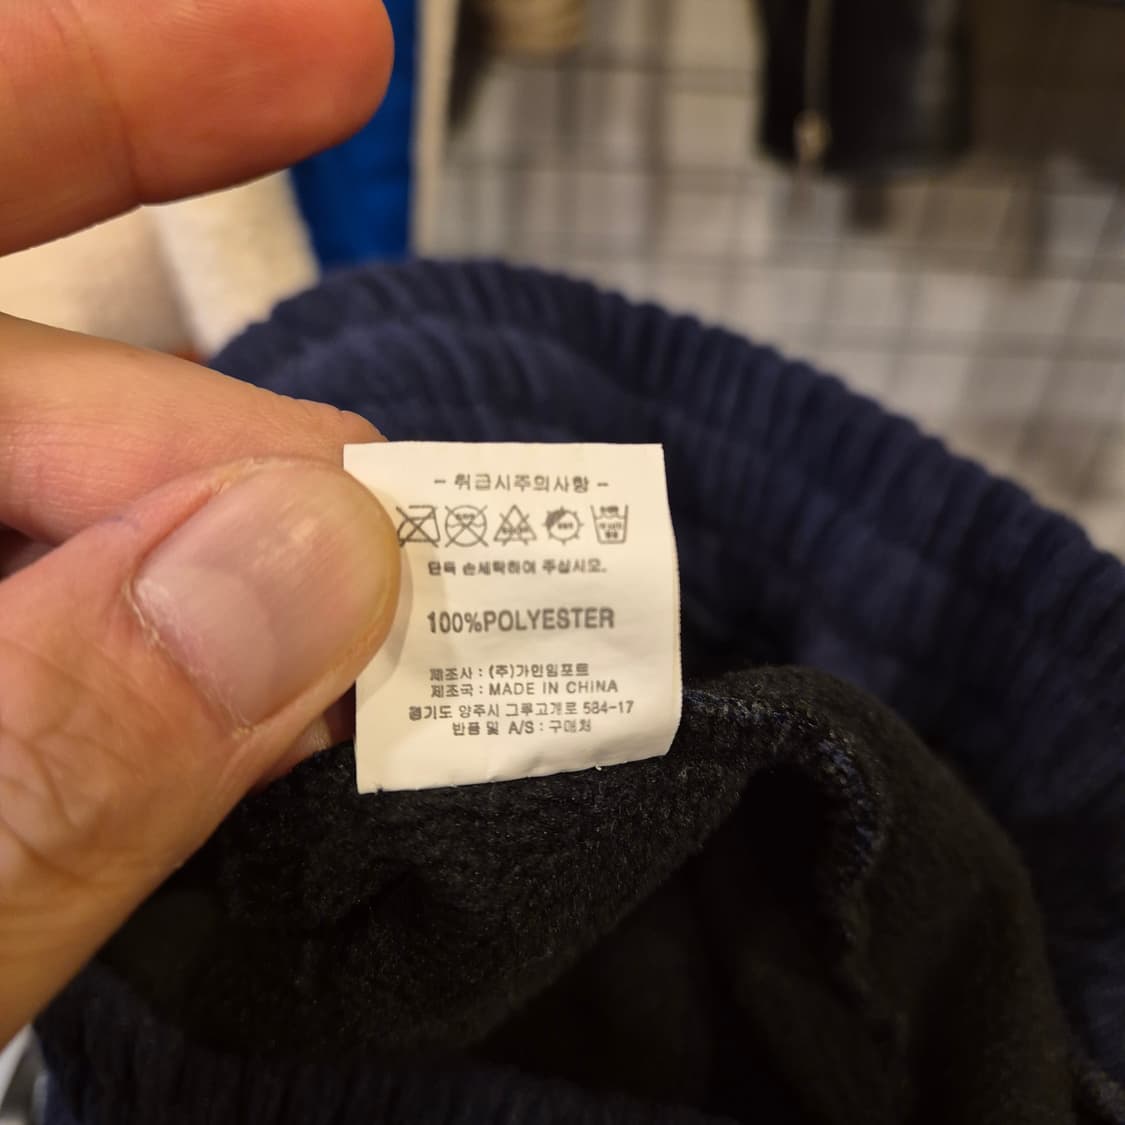 - 취급시주의사항 -
단독 손세탁하여 주십시오.
100%POLYESTER
제조사 : (주)가인임포트
제조국 : MADE IN CHINA
경기도 양주시 그루고개로 584-17
반품 및 A/S : 구매처